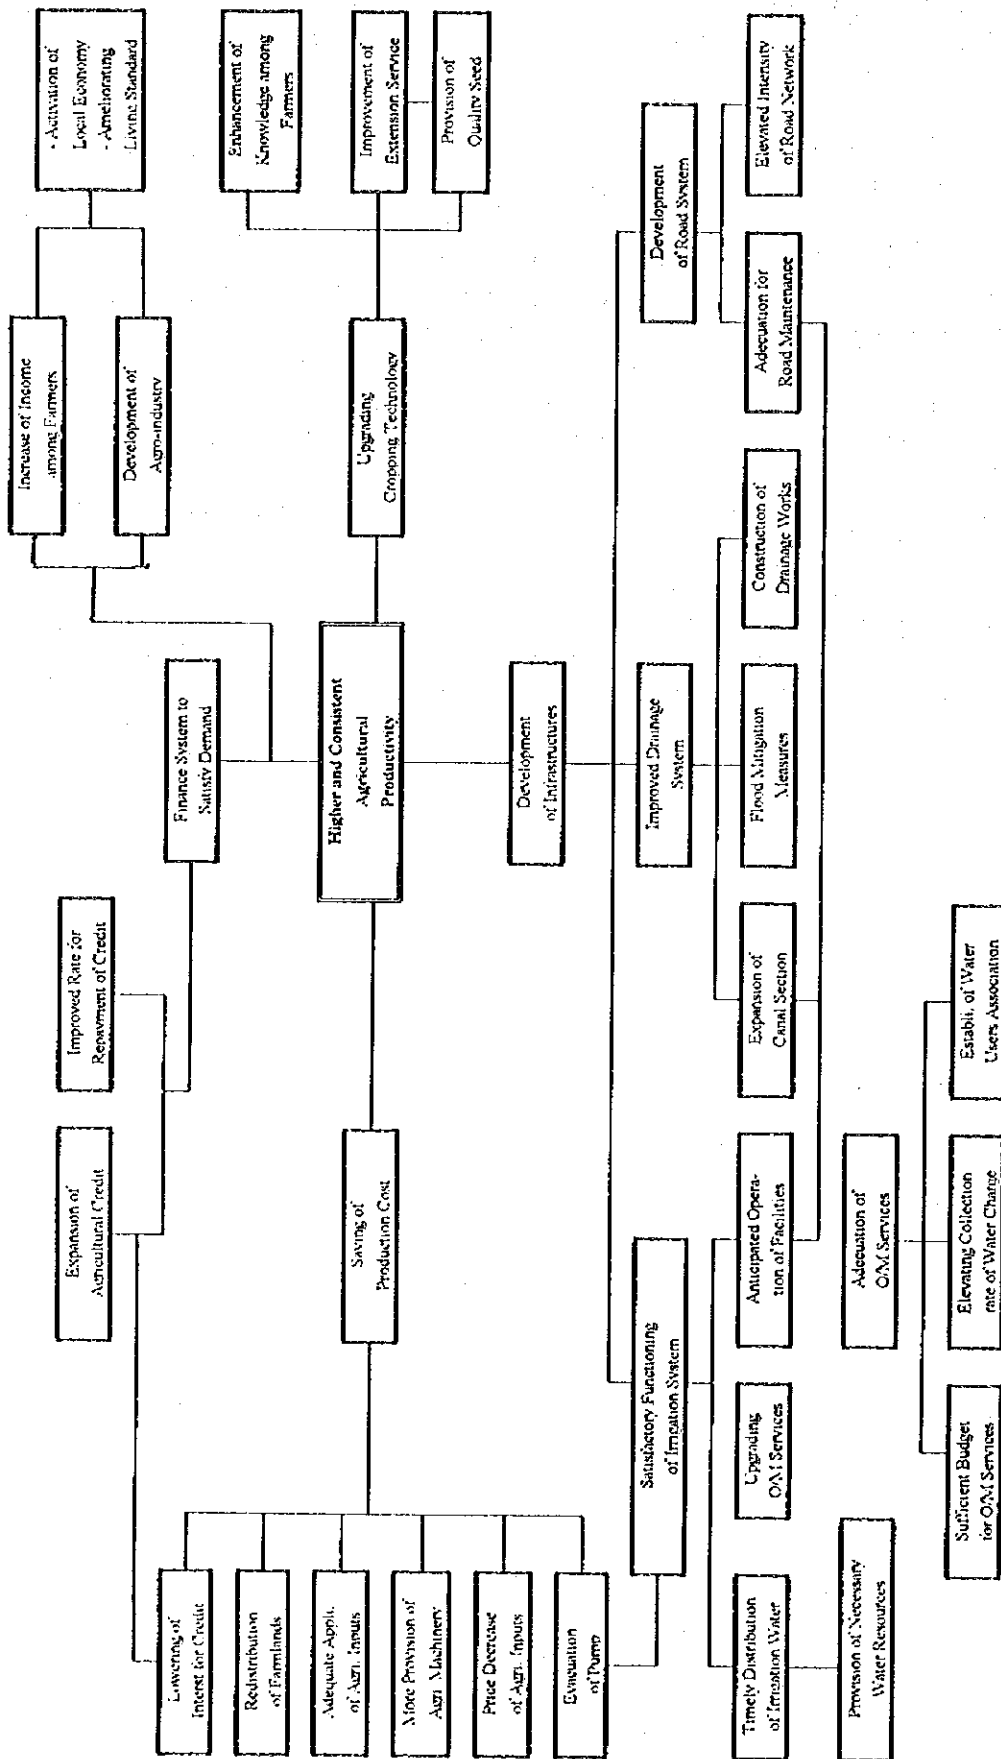 Increase of Income
among Farmers
- Activation of
Local Economy
- Ameliorating
Living Standard
Expansion of
Agricultural Credit
Improved Rate for
Repayment of Credit
Development of
Agro-industry
Finance System to
Satisfy Demand
Lowering of
Interst for Credit
Redistribution
of Farmlands
Adequate Appli.
of Agri. Inputs
More Provision of
Agri. Machinery
Price Decrease
of Agri. Inputs
Evacuation
of Pump
Saving of
Production Cost
Higher and Consistent
Agricultural
Productivity
Upgrading
Cropping Technology
Enhancement of
Knowledge among
Farmers
Improvement of
Extension Service
Provision of
Quality Seed
Development
of Infrastructures
Satisfactory Functioning
of Irrigation System
Improved Drainage
System
Development
of Road System
Timely Distribution
of Irrigation Water
Upgrading
O/M Services
Anticipated Opera-
tion of Facilities
Expansion of
Canal Section
Flood Mitigation
Measures
Construction of
Drainage Works
Adecuation for
Road Maintenance
Elevated Intensity
of Road Network
Provision of Necessary
Water Resources
Adecuation of
O/M Services
Sufficient Budget
for O/M Services
Elevating Collection
rate of Water Charge
Establi. of Water
Users Association